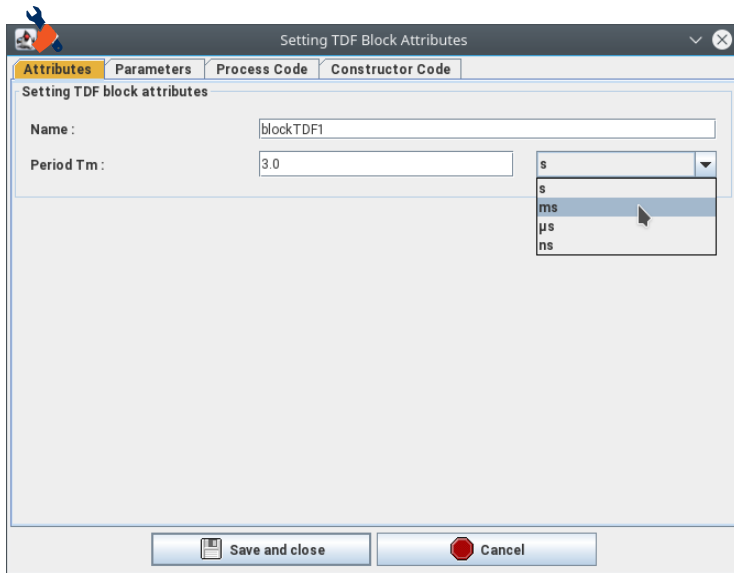 Setting TDF Block Attributes
Attributes Parameters Process Code Constructor Code
Setting TDF block attributes
Name :
blockTDF1
Period Tm :
3.0
s
s
ms
µs
ns
Save and close
Cancel